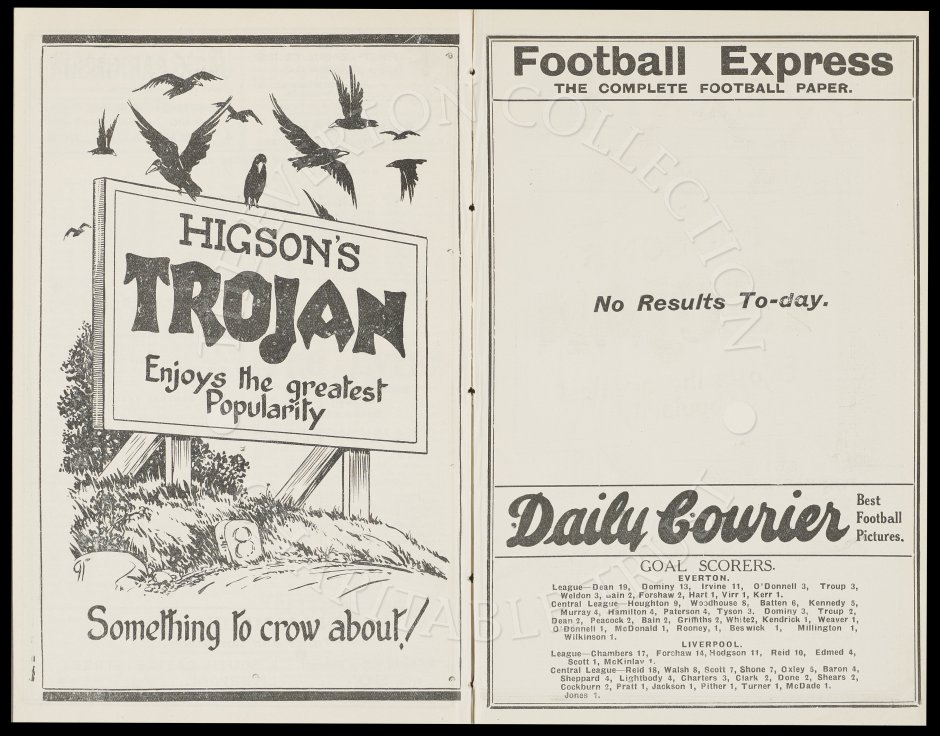 HIGSON'S
TROJAN
Enjoys the greatest
Popularity
8
Something to crow about!
Football Express
THE COMPLETE FOOTBALL PAPER.
No Results To-day.
Daily Courier
Best
Football
Pictures.
GOAL SCORERS.
EVERTON.
League—Dean 19, Dominy 13, Irvine 11, O'Donnell 3, Troup 3,
Weldon 3, Bain 2, Forshaw 2, Hart 1, Virr 1, Kerr 1.
Central League—Houghton 9, Woodhouse 8, Batten 6, Kennedy 5,
Murray 4, Hamilton 4, Paterson 4, Tyson 3, Dominy 3, Troup 2,
Dean 2, Peacock 2, Bain 2, Griffiths 2, White2, Kendrick 1, Weaver 1,
O'Donnell 1, McDonald 1, Rooney, 1, Beswick 1, Millington 1,
Wilkinson 1.
LIVERPOOL.
League—Chambers 17, Forshaw 14, Hodgson 11, Reid 10, Edmed 4,
Scott 1, McKinlay 1.
Central League—Reid 18, Walsh 8, Scott 7, Shone 7, Oxley 5, Baron 4,
Sheppard 4, Lightbody 4, Charters 3, Clark 2, Done 2, Shears 2,
Cockburn 2, Pratt 1, Jackson 1, Pither 1, Turner 1, McDade 1.
Jones 1.